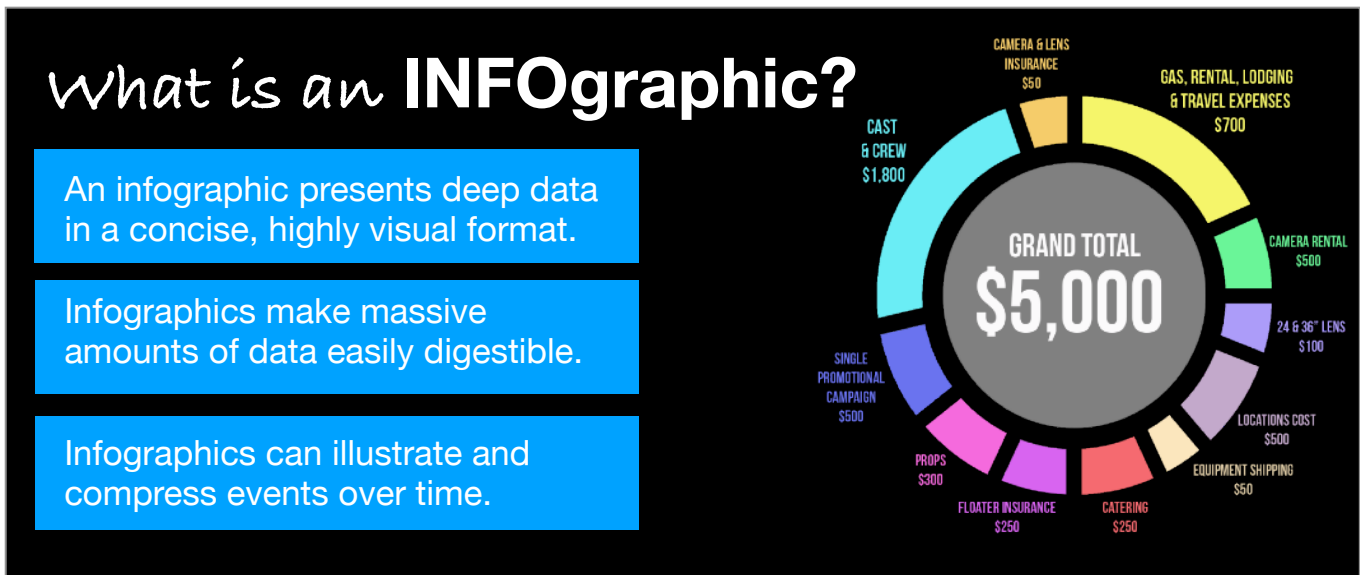 What is an INFOgraphic?
An infographic presents deep data
in a concise, highly visual format.
Infographics make massive
amounts of data easily digestible.
Infographics can illustrate and
compress events over time.
CAMERA & LENS
INSURANCE
$50
GAS, RENTAL, LODGING
& TRAVEL EXPENSES
$700
CAMERA RENTAL
$500
24 & 36" LENS
$100
LOCATIONS COST
$500
EQUIPMENT SHIPPING
$50
CATERING
$250
FLOATER INSURANCE
$250
PROPS
$300
SINGLE
PROMOTIONAL
CAMPAIGN
$500
CAST
& CREW
$1,800
GRAND TOTAL
$5,000